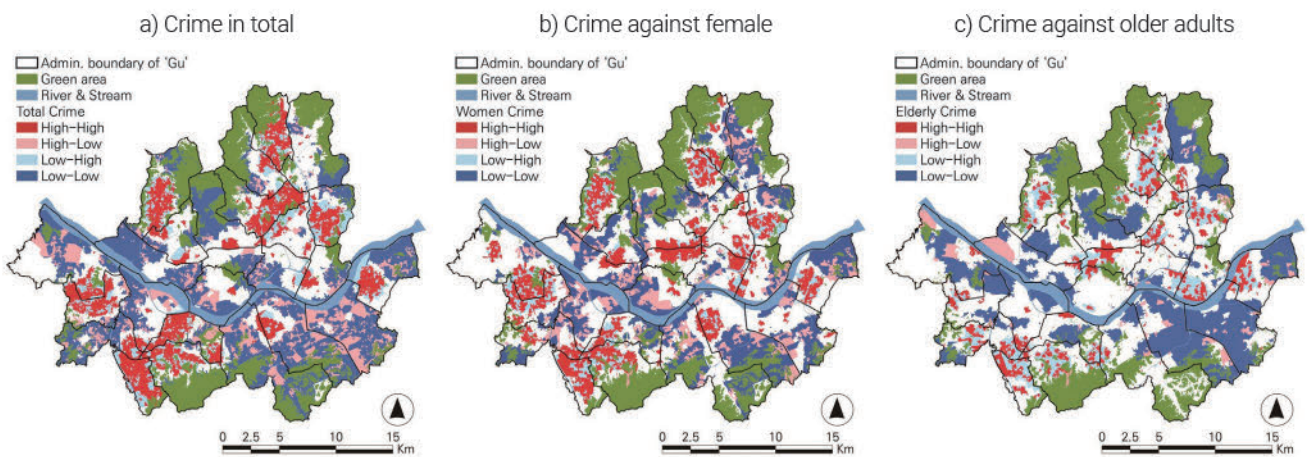 a) Crime in total
Admin. boundary of 'Gu'
Green area
River & Stream
Total Crime
High-High
High-Low
Low-High
Low-Low
0 2.5 5 10 15
Km
b) Crime against female
Admin. boundary of 'Gu'
Green area
River & Stream
Women Crime
High-High
High-Low
Low-High
Low-Low
0 2.5 5 10 15
Km
c) Crime against older adults
Admin. boundary of 'Gu'
Green area
River & Stream
Elderly Crime
High-High
High-Low
Low-High
Low-Low
0 2.5 5 10 15
Km